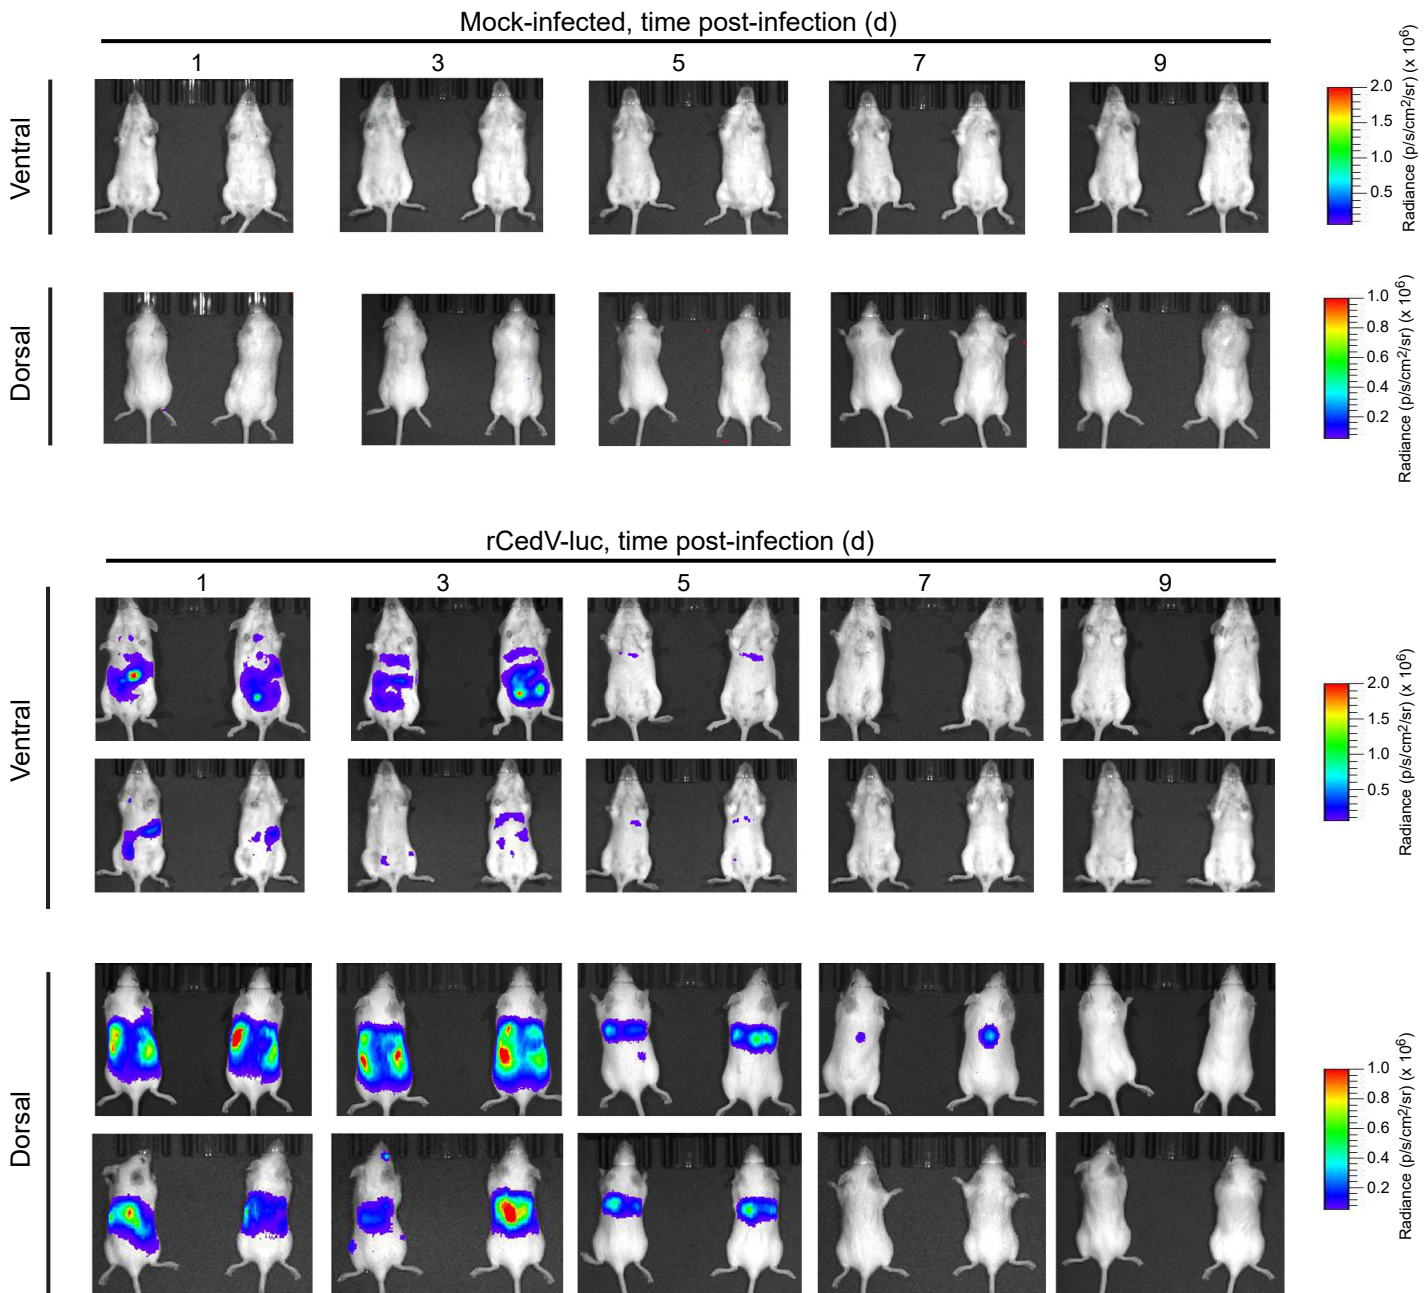 Mock-infected, time post-infection (d)
1 3 5 7 9
Ventral
2.0
1.5
1.0
0.5
Radiance (p/s/cm²/sr) (x 10⁶)
Dorsal
1.0
0.8
0.6
0.4
0.2
Radiance (p/s/cm²/sr) (x 10⁶)
rCedV-luc, time post-infection (d)
1 3 5 7 9
Ventral
2.0
1.5
1.0
0.5
Radiance (p/s/cm²/sr) (x 10⁶)
Dorsal
1.0
0.8
0.6
0.4
0.2
Radiance (p/s/cm²/sr) (x 10⁶)